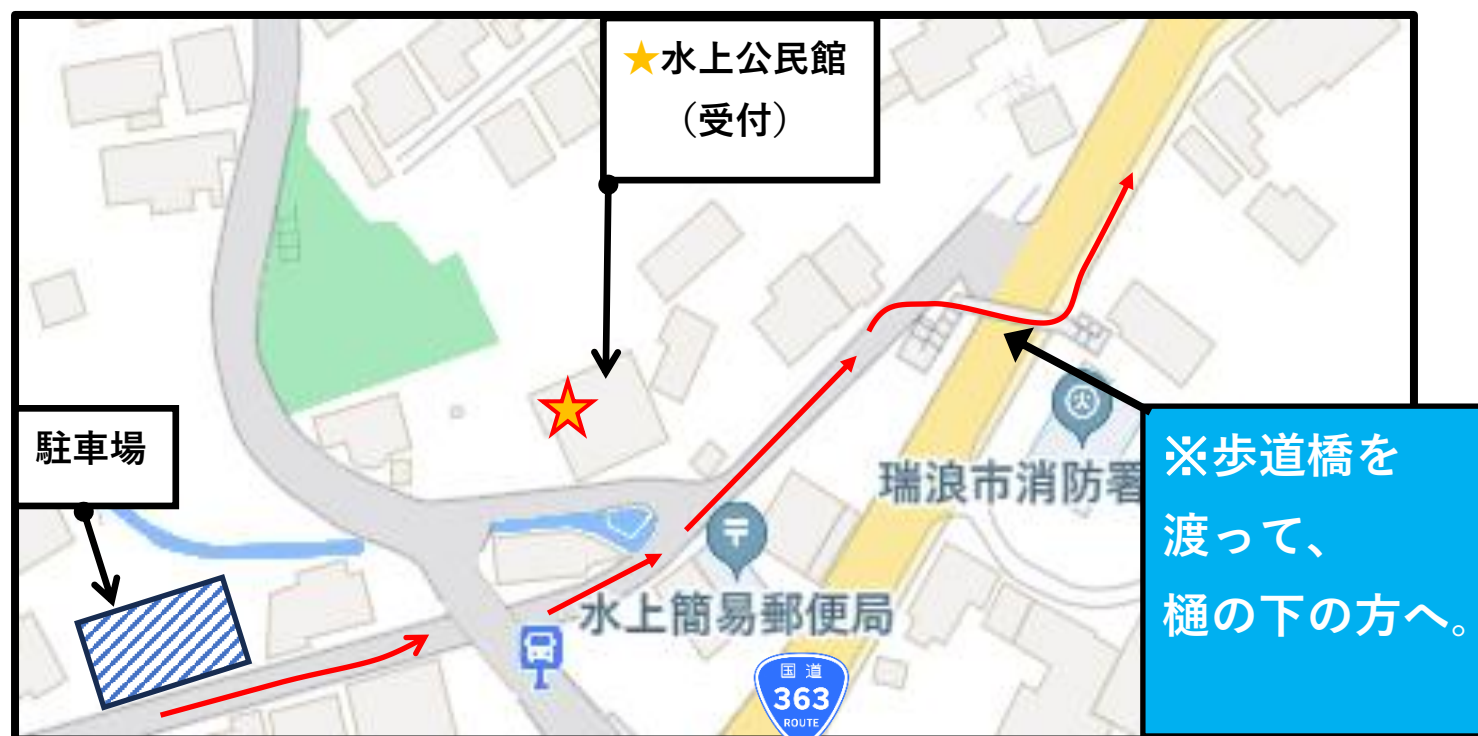 ★水上公民館
（受付）
駐車場
瑞浪市消防署
水上簡易郵便局
国道
363
ROUTE
※歩道橋を
渡って、
樋の下の方へ。